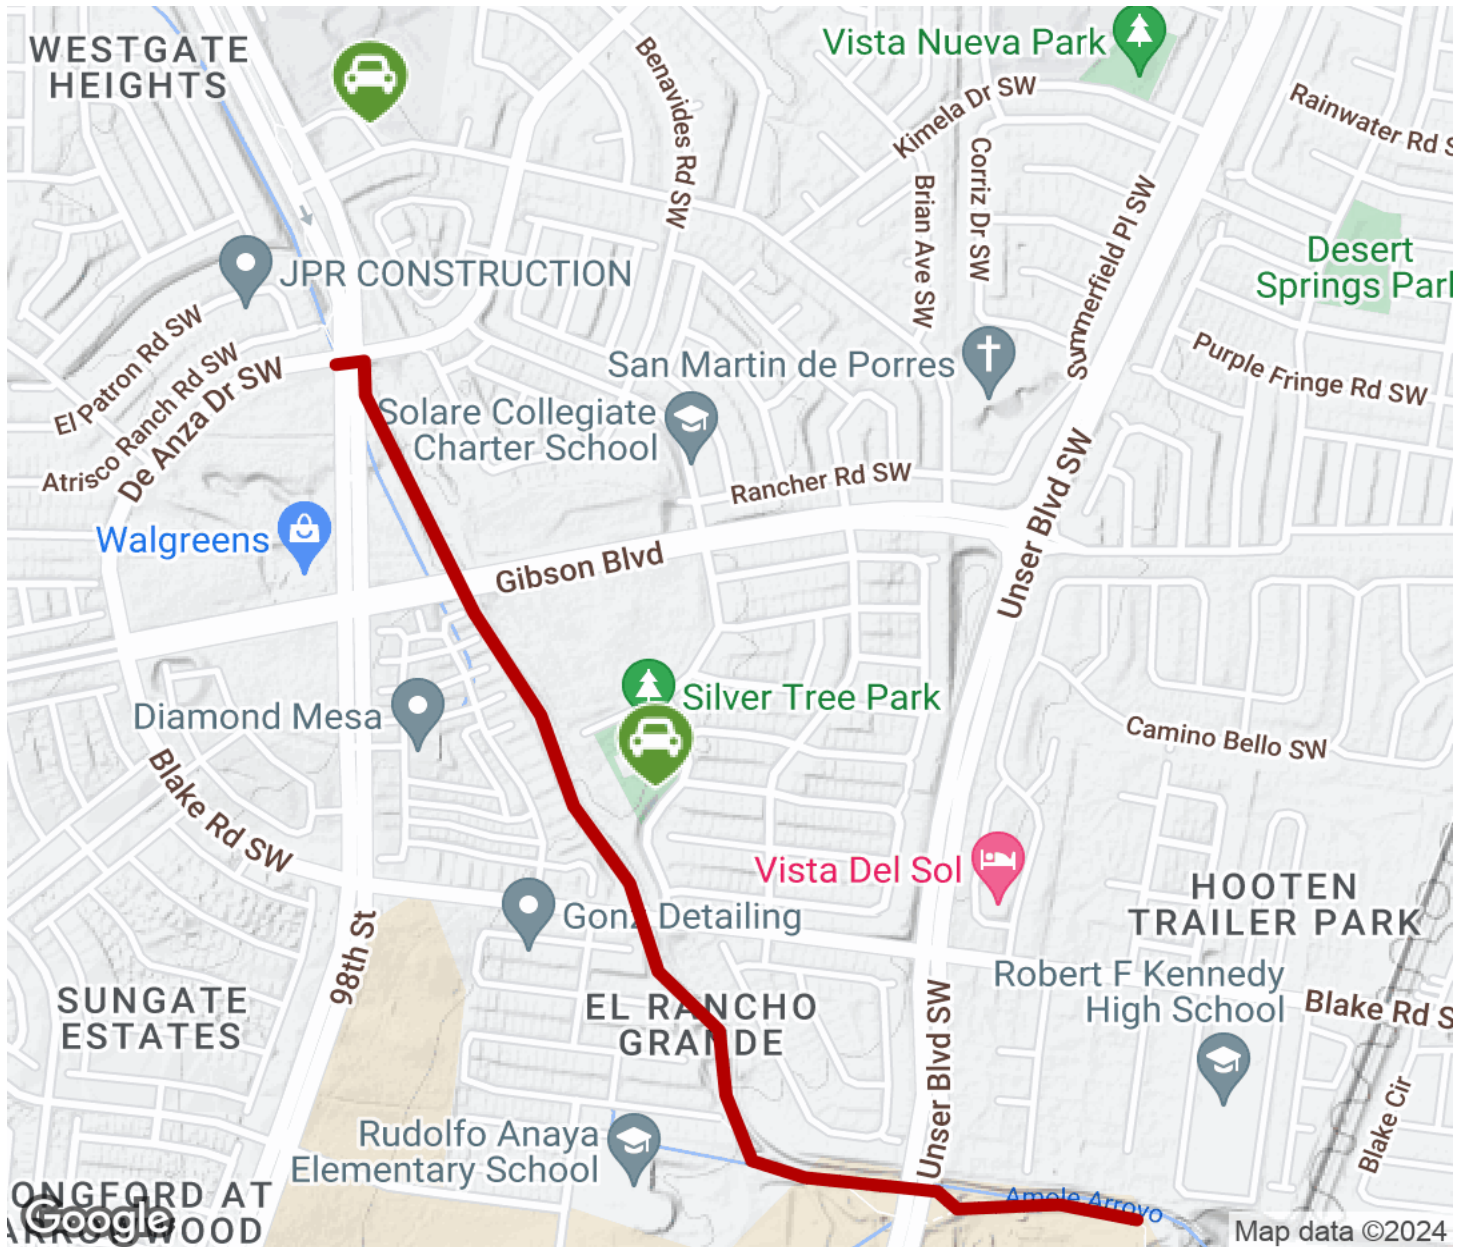 WESTGATE
HEIGHTS
Vista Nueva Park
Benavides Rd SW
Kimela Dr SW
Rainwater Rd S
Corriz Dr SW
Brian Ave SW
Summerfield Pl SW
Desert
Springs Park
JPR CONSTRUCTION
El Patron Rd SW
Atrisco Ranch Rd SW
De Anza Dr SW
San Martin de Porres
Purple Fringe Rd SW
Solare Collegiate
Charter School
Rancher Rd SW
Unser Blvd SW
Walgreens
Gibson Blvd
Silver Tree Park
Diamond Mesa
Camino Bello SW
Blake Rd SW
Vista Del Sol
HOOTEN
TRAILER PARK
Gonz Detailing
98th St
SUNGATE
ESTATES
EL RANCHO
GRANDE
Robert F Kennedy
High School
Blake Rd S
Unser Blvd SW
Blake Cir
Rudolfo Anaya
Elementary School
Amole Arroyo
ONGFORD AT
ARROWWOOD
Google
Map data ©2024